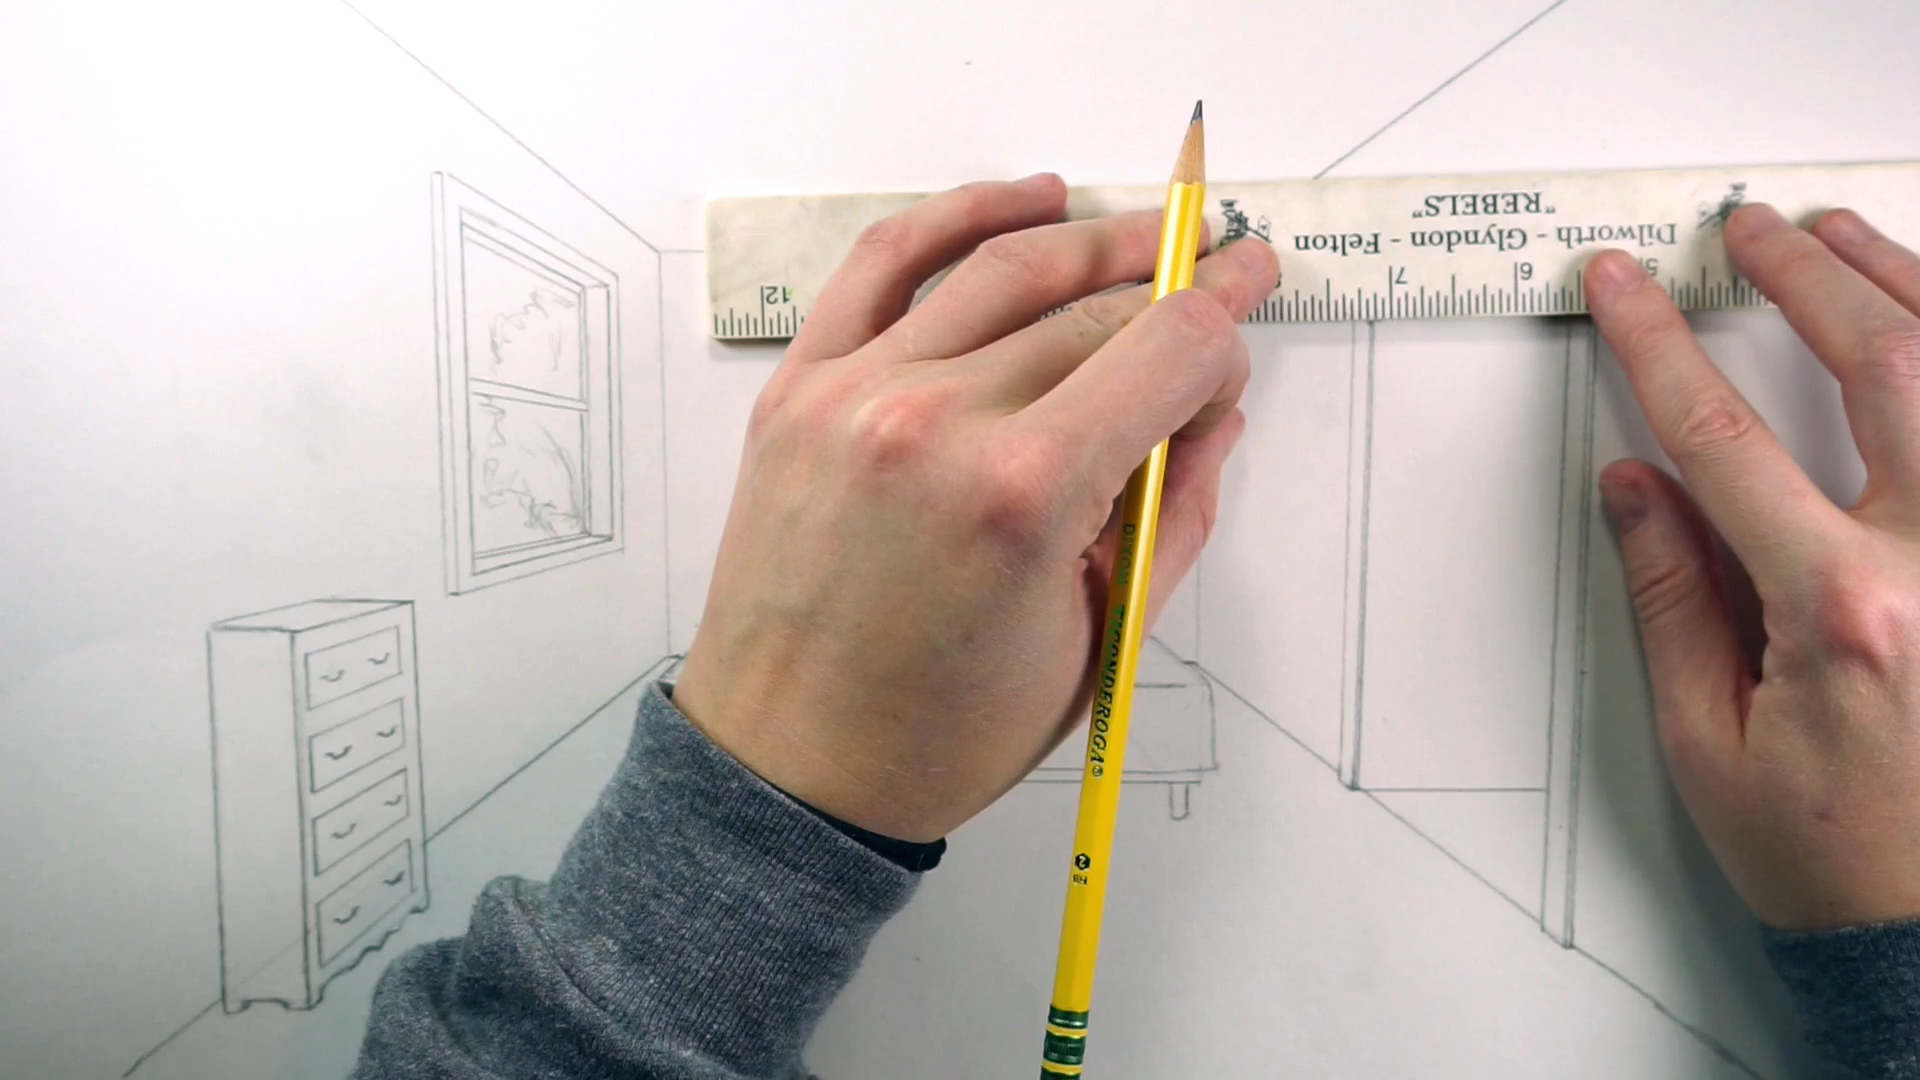 "REBELS"
Dilworth - Glyndon - Felton
12 7 6 5
DIXON TICONDEROGA®
2
HB